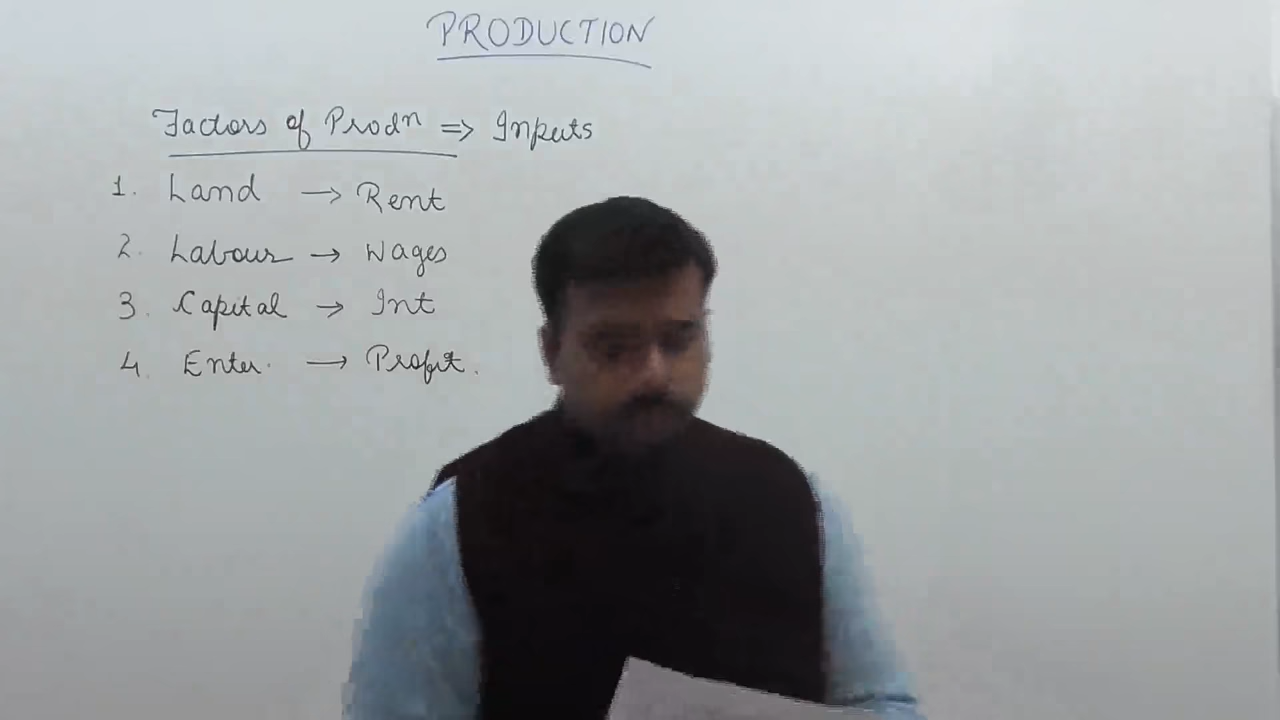 PRODUCTION
Factors of Prodn => Inputs
1. Land → Rent
2. Labour → Wages
3. Capital → Int
4. Enter. → Profit.